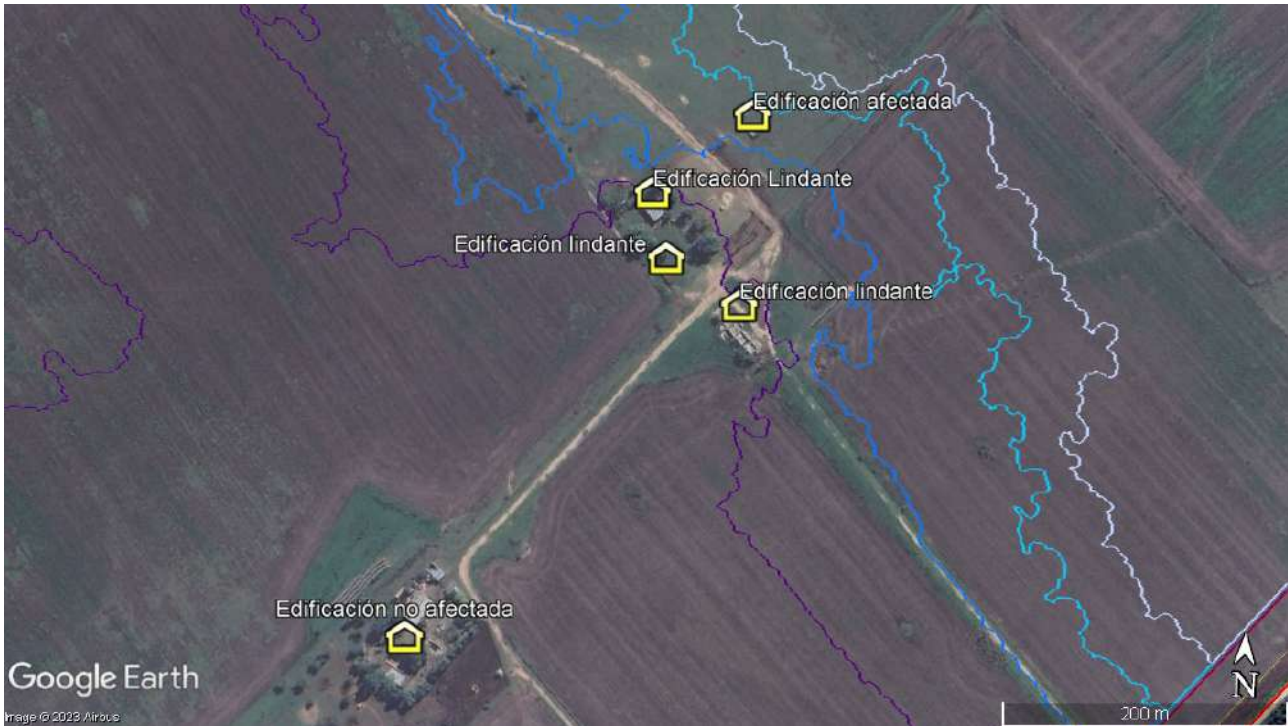 Edificación afectada
Edificación Lindante
Edificación lindante
Edificación lindante
Edificación no afectada
Google Earth
Image © 2023 Airbus
200 m
N